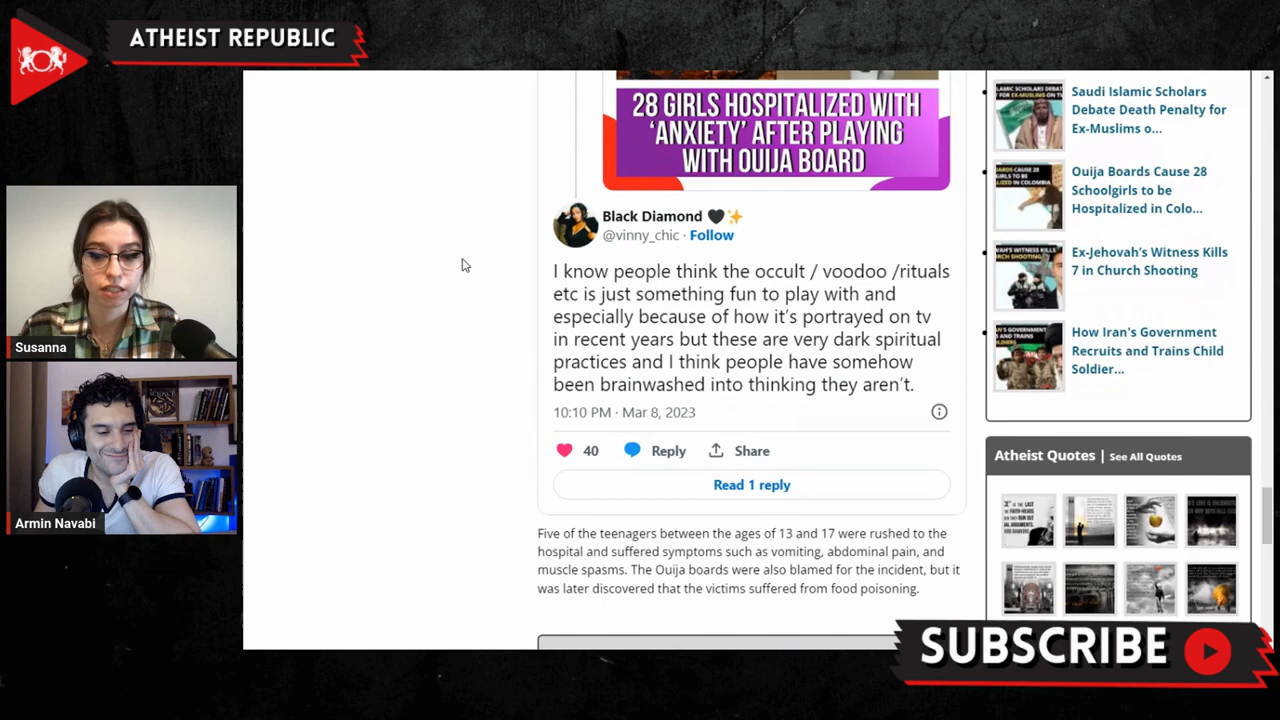 ATHEIST REPUBLIC
Susanna
Armin Navabi
28 GIRLS HOSPITALIZED WITH
'ANXIETY' AFTER PLAYING
WITH OUIJA BOARD
Black Diamond 🖤✨
@vinny_chic · Follow
I know people think the occult / voodoo /rituals
etc is just something fun to play with and
especially because of how it’s portrayed on tv
in recent years but these are very dark spiritual
practices and I think people have somehow
been brainwashed into thinking they aren’t.
10:10 PM · Mar 8, 2023
40 Reply Share
Read 1 reply
Five of the teenagers between the ages of 13 and 17 were rushed to the
hospital and suffered symptoms such as vomiting, abdominal pain, and
muscle spasms. The Ouija boards were also blamed for the incident, but it
was later discovered that the victims suffered from food poisoning.
Saudi Islamic Scholars
Debate Death Penalty for
Ex-Muslims o...
Ouija Boards Cause 28
Schoolgirls to be
Hospitalized in Colo...
Ex-Jehovah’s Witness Kills
7 in Church Shooting
How Iran's Government
Recruits and Trains Child
Soldier...
Atheist Quotes | See All Quotes
SUBSCRIBE